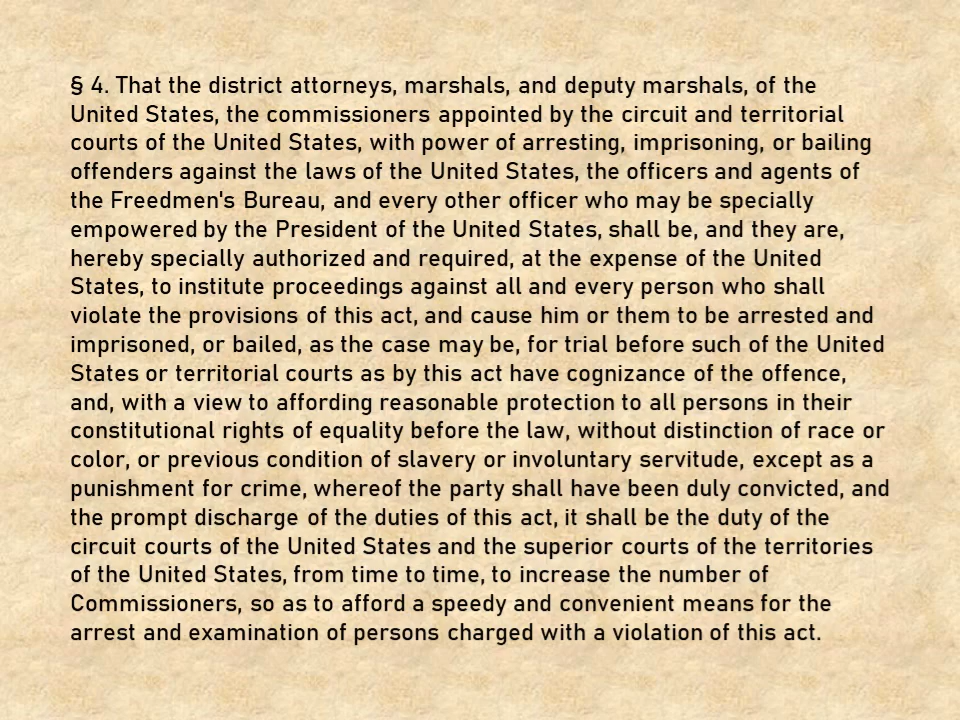 § 4. That the district attorneys, marshals, and deputy marshals, of the
United States, the commissioners appointed by the circuit and territorial
courts of the United States, with power of arresting, imprisoning, or bailing
offenders against the laws of the United States, the officers and agents of
the Freedmen's Bureau, and every other officer who may be specially
empowered by the President of the United States, shall be, and they are,
hereby specially authorized and required, at the expense of the United
States, to institute proceedings against all and every person who shall
violate the provisions of this act, and cause him or them to be arrested and
imprisoned, or bailed, as the case may be, for trial before such of the United
States or territorial courts as by this act have cognizance of the offence,
and, with a view to affording reasonable protection to all persons in their
constitutional rights of equality before the law, without distinction of race or
color, or previous condition of slavery or involuntary servitude, except as a
punishment for crime, whereof the party shall have been duly convicted, and
the prompt discharge of the duties of this act, it shall be the duty of the
circuit courts of the United States and the superior courts of the territories
of the United States, from time to time, to increase the number of
Commissioners, so as to afford a speedy and convenient means for the
arrest and examination of persons charged with a violation of this act.